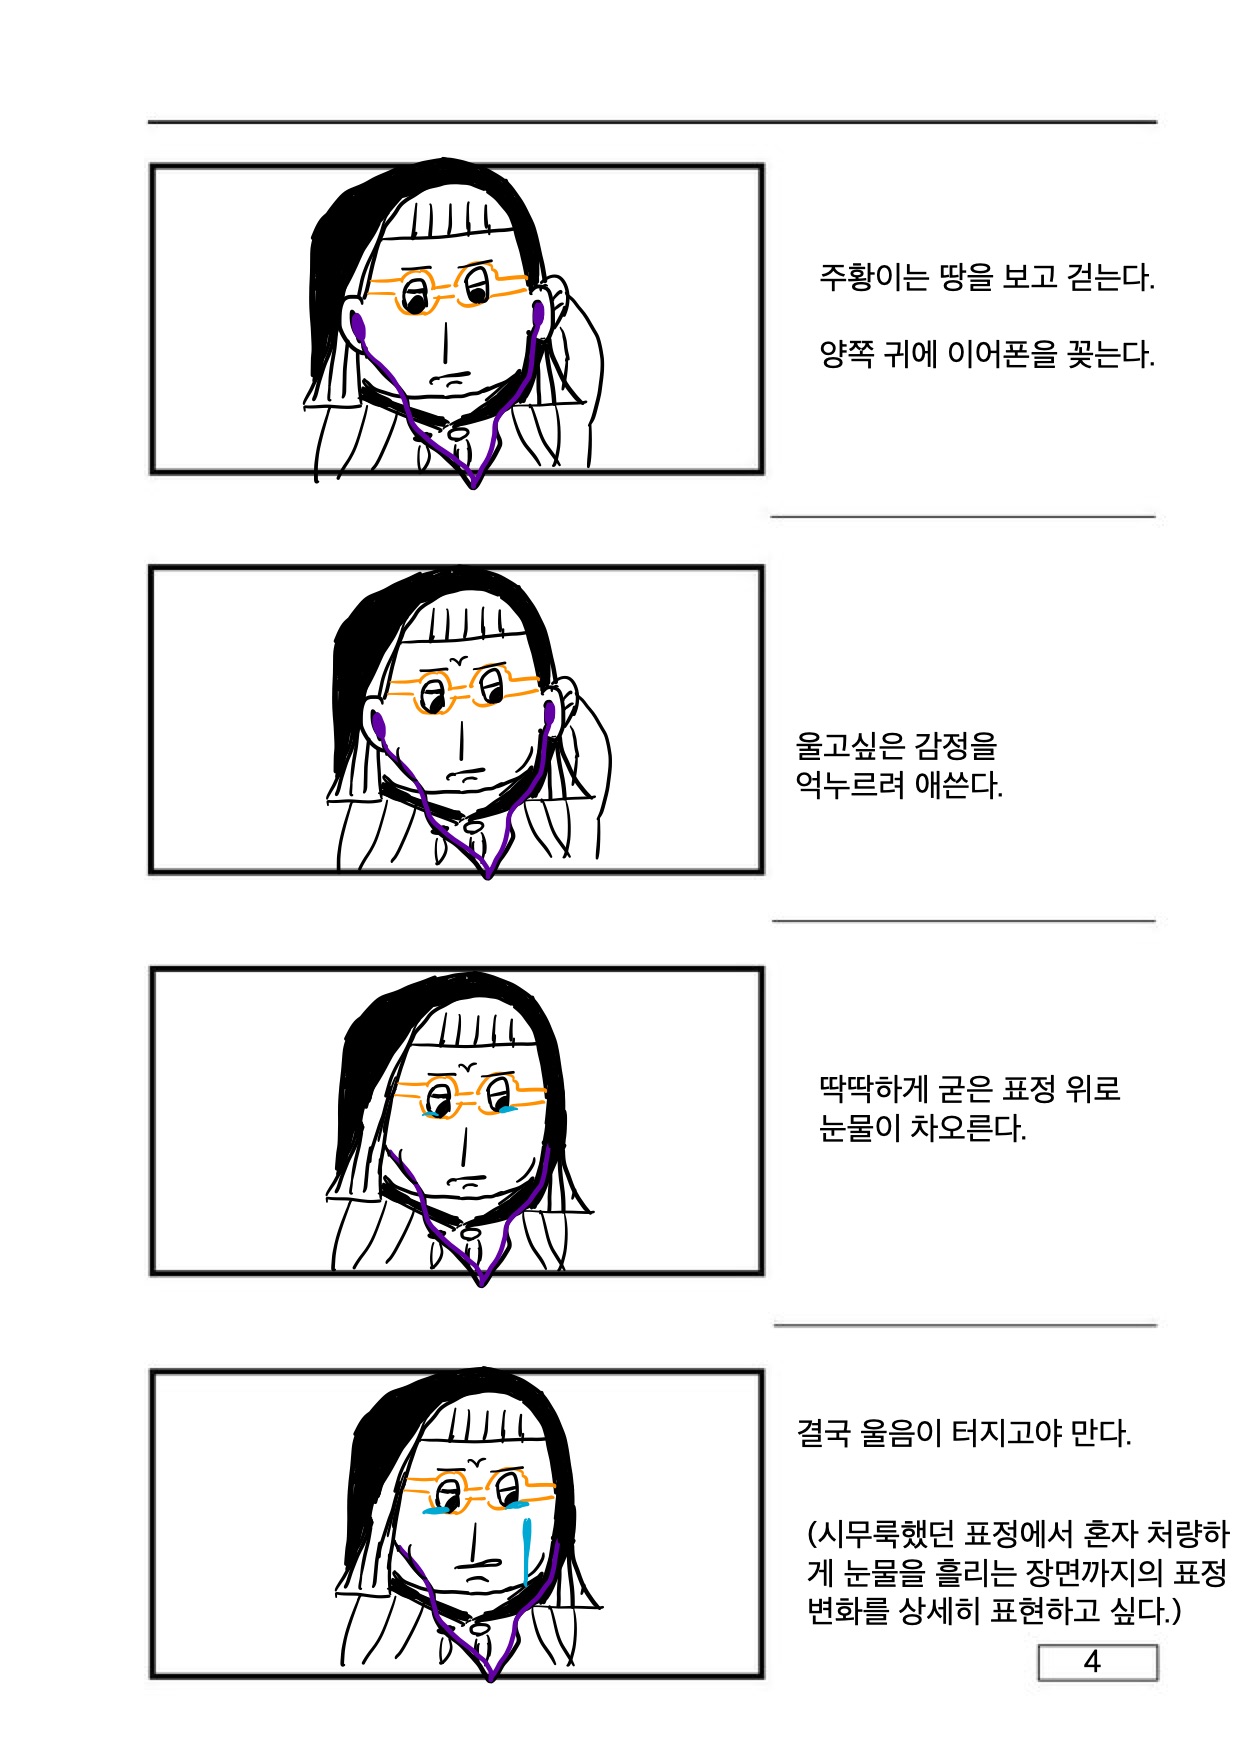 주황이는 땅을 보고 걷는다.
양쪽 귀에 이어폰을 꽂는다.
울고싶은 감정을
억누르려 애쓴다.
딱딱하게 굳은 표정 위로
눈물이 차오른다.
결국 울음이 터지고야 만다.
(시무룩했던 표정에서 혼자 처량하
게 눈물을 흘리는 장면까지의 표정
변화를 상세히 표현하고 싶다.)
4